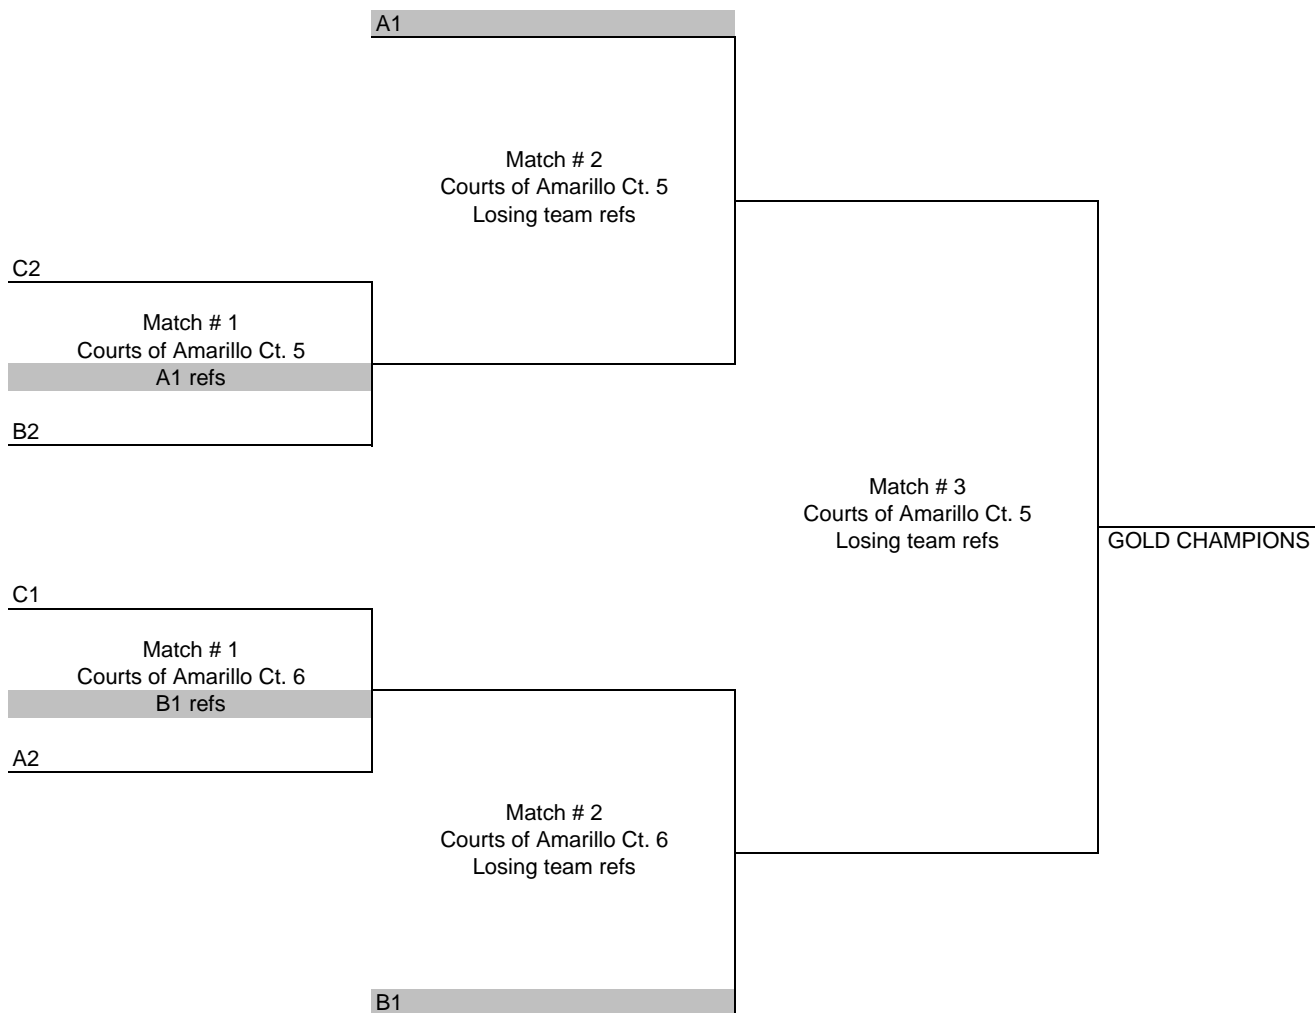 A1
Match # 2
Courts of Amarillo Ct. 5
Losing team refs
C2
Match # 1
Courts of Amarillo Ct. 5
A1 refs
B2
Match # 3
Courts of Amarillo Ct. 5
Losing team refs
GOLD CHAMPIONS
C1
Match # 1
Courts of Amarillo Ct. 6
B1 refs
A2
Match # 2
Courts of Amarillo Ct. 6
Losing team refs
B1